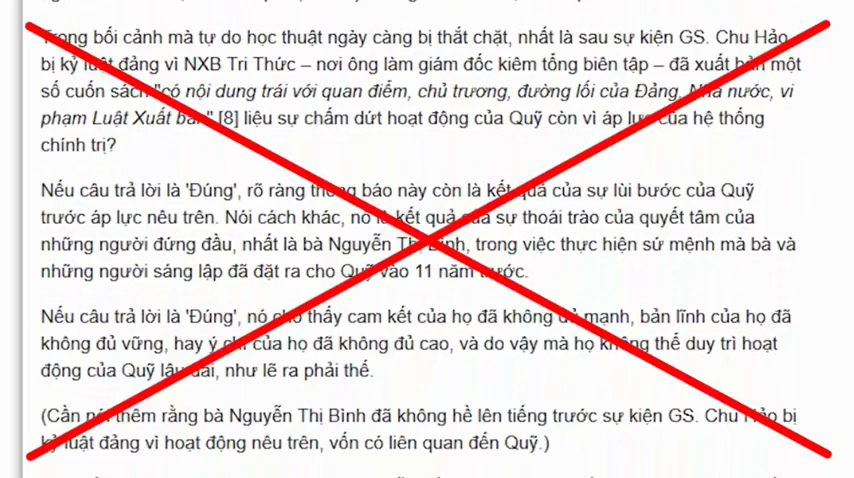 Trong bối cảnh mà tự do học thuật ngày càng bị thắt chặt, nhất là sau sự kiện GS. Chu Hảo
bị kỷ luật đảng vì NXB Tri Thức – nơi ông làm giám đốc kiêm tổng biên tập – đã xuất bản một
số cuốn sách "có nội dung trái với quan điểm, chủ trương, đường lối của Đảng, Nhà nước, vi
phạm Luật Xuất bản" [8] liệu sự chấm dứt hoạt động của Quỹ còn vì áp lực của hệ thống
chính trị?
Nếu câu trả lời là 'Đúng', rõ ràng thông báo này còn là kết quả của sự lùi bước của Quỹ
trước áp lực nêu trên. Nói cách khác, nó là kết quả của sự thoái trào của quyết tâm của
những người đứng đầu, nhất là bà Nguyễn Thị Bình, trong việc thực hiện sứ mệnh mà bà và
những người sáng lập đã đặt ra cho Quỹ vào 11 năm trước.
Nếu câu trả lời là 'Đúng', nó cho thấy cam kết của họ đã không đủ mạnh, bản lĩnh của họ đã
không đủ vững, hay ý chí của họ đã không đủ cao, và do vậy mà họ không thể duy trì hoạt
động của Quỹ lâu dài, như lẽ ra phải thế.
(Cần nói thêm rằng bà Nguyễn Thị Bình đã không hề lên tiếng trước sự kiện GS. Chu Hảo bị
kỷ luật đảng vì hoạt động nêu trên, vốn có liên quan đến Quỹ.)